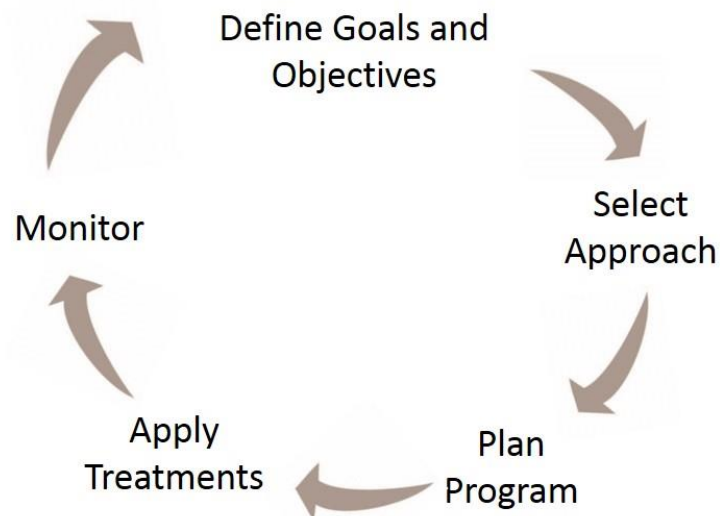 Define Goals and
Objectives
Select
Approach
Plan
Program
Apply
Treatments
Monitor